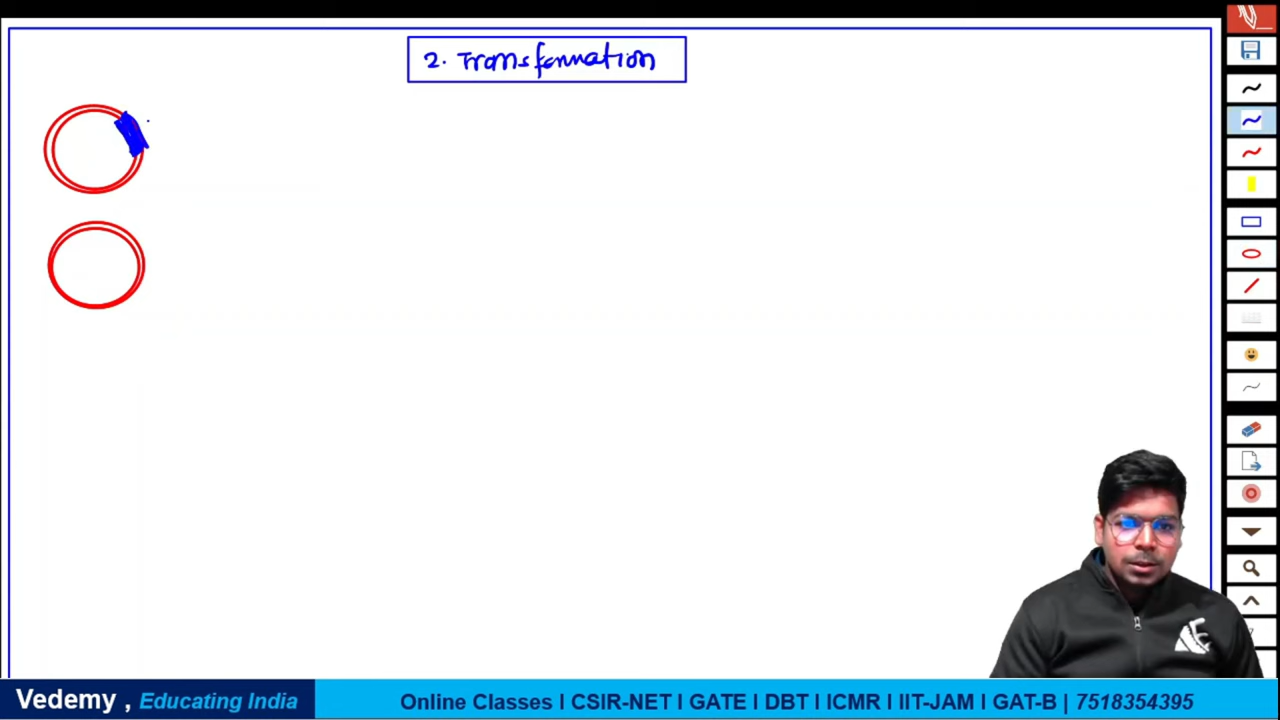 2. Transformation
Vedemy , Educating India
Online Classes I CSIR-NET I GATE I DBT I ICMR I IIT-JAM I GAT-B | 7518354395